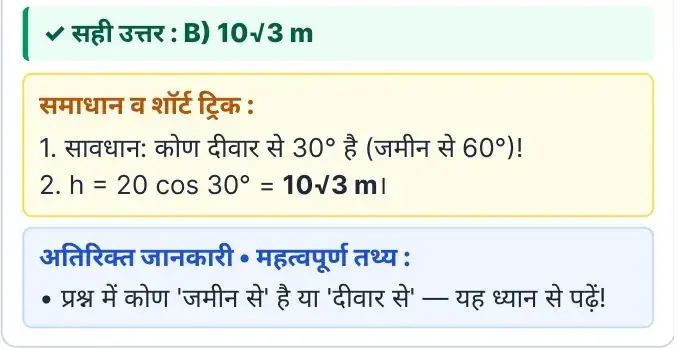 ✓ सही उत्तर : B) 10√3 m
समाधान व शॉर्ट ट्रिक :
1. सावधान: कोण दीवार से 30° है (जमीन से 60°)!
2. h = 20 cos 30° = 10√3 m।
अतिरिक्त जानकारी • महत्वपूर्ण तथ्य :
• प्रश्न में कोण 'जमीन से' है या 'दीवार से' — यह ध्यान से पढ़ें!